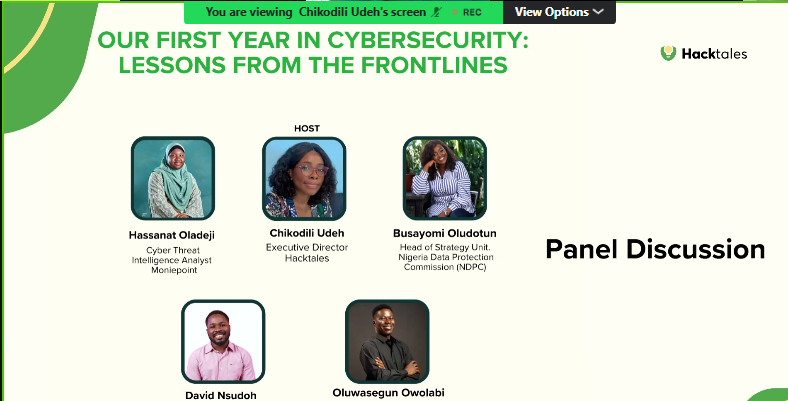 You are viewing Chikodili Udeh's screen
REC
View Options
OUR FIRST YEAR IN CYBERSECURITY:
LESSONS FROM THE FRONTLINES
Hacktales
HOST
Hassanat Oladeji
Cyber Threat
Intelligence Analyst
Moniepoint
Chikodili Udeh
Executive Director
Hacktales
Busayomi Oludotun
Head of Strategy Unit.
Nigeria Data Protection
Commission (NDPC)
Panel Discussion
David Nsudoh
Oluwasegun Owolabi